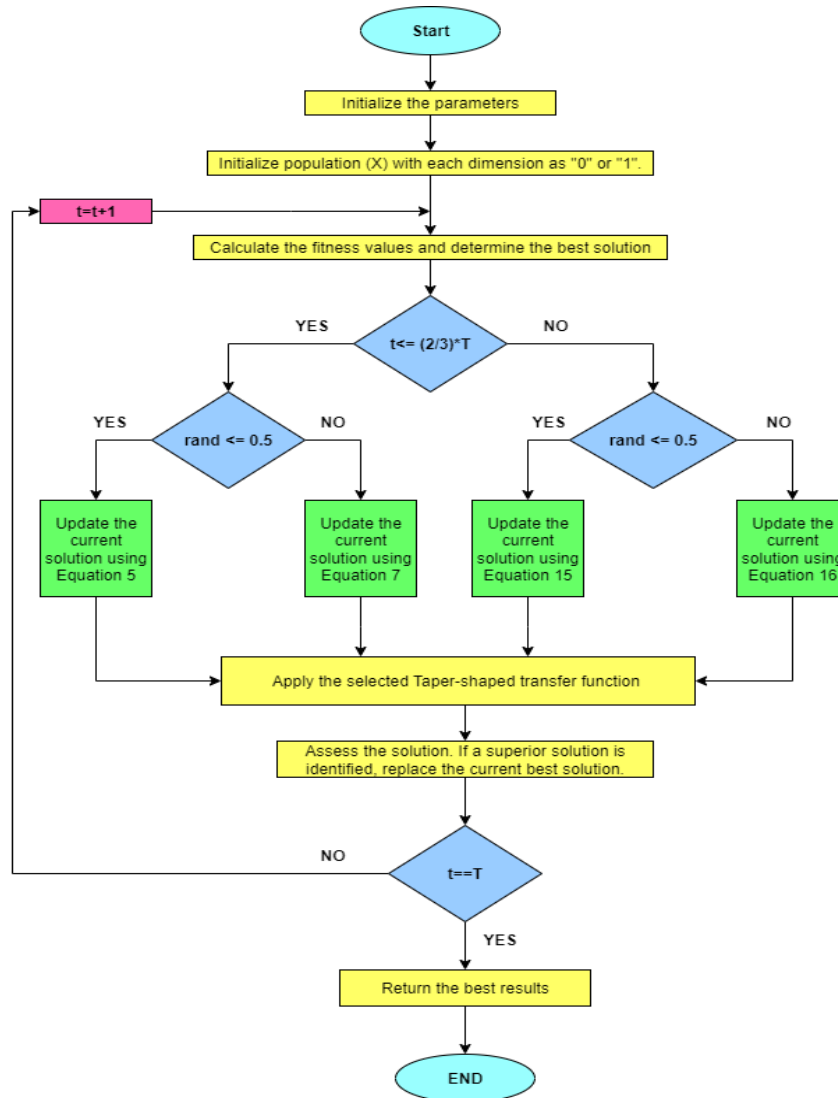 Start
Initialize the parameters
Initialize population (X) with each dimension as "0" or "1".
t=t+1
Calculate the fitness values and determine the best solution
YES
t<= (2/3)*T
NO
YES
rand <= 0.5
NO
YES
rand <= 0.5
NO
Update the
current
solution using
Equation 5
Update the
current
solution using
Equation 7
Update the
current
solution using
Equation 15
Update the
current
solution using
Equation 16
Apply the selected Taper-shaped transfer function
Assess the solution. If a superior solution is
identified, replace the current best solution.
NO
t==T
YES
Return the best results
END